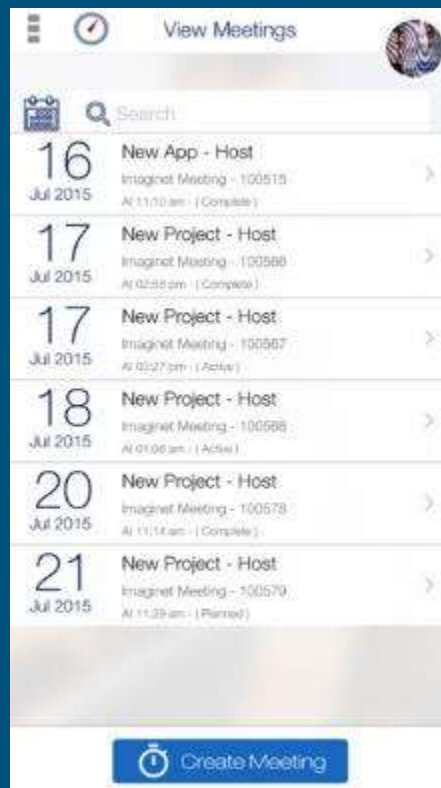 View Meetings
Search
16
Jul 2015
New App - Host
Imaginet Meeting - 100515
At 11:10 am - ( Complete )
17
Jul 2015
New Project - Host
Imaginet Meeting - 100566
At 02:58 pm - ( Complete )
17
Jul 2015
New Project - Host
Imaginet Meeting - 100567
At 03:27 pm - ( Active )
18
Jul 2015
New Project - Host
Imaginet Meeting - 100568
At 01:06 am - ( Active )
20
Jul 2015
New Project - Host
Imaginet Meeting - 100578
At 11:14 am - ( Complete )
21
Jul 2015
New Project - Host
Imaginet Meeting - 100579
At 11:29 am - ( Planned )
Create Meeting